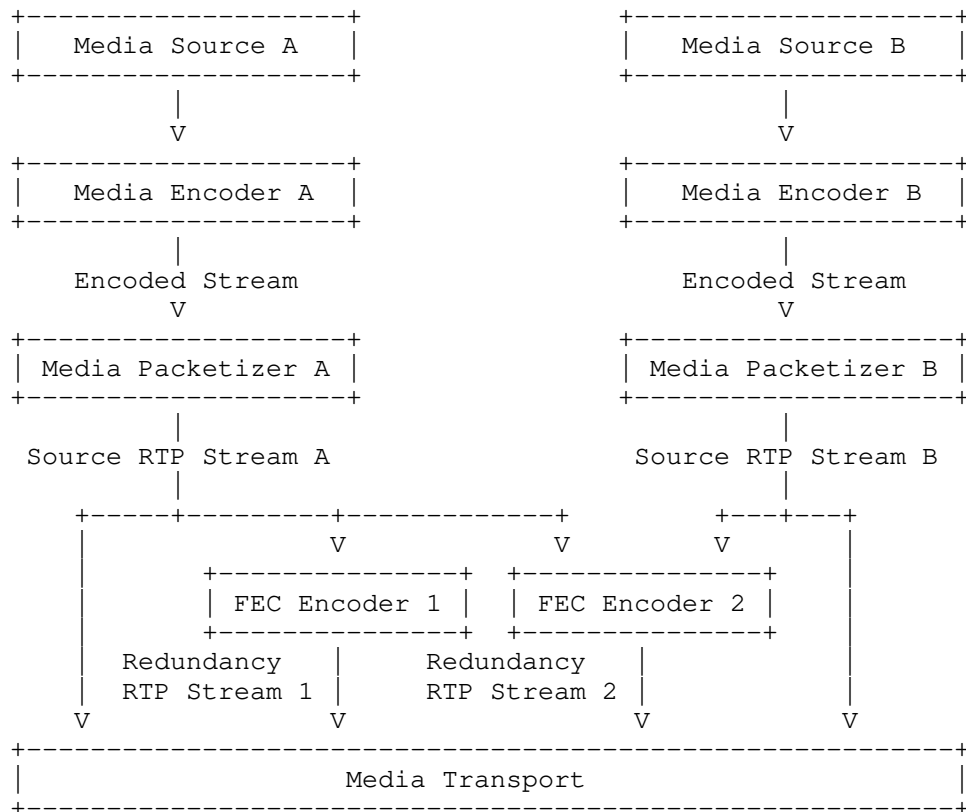 Media Source A Media Source B
V V
Media Encoder A Media Encoder B
Encoded Stream Encoded Stream
V V
Media Packetizer A Media Packetizer B
Source RTP Stream A Source RTP Stream B
V V V
FEC Encoder 1 FEC Encoder 2
Redundancy Redundancy
RTP Stream 1 RTP Stream 2
V V V V
Media Transport